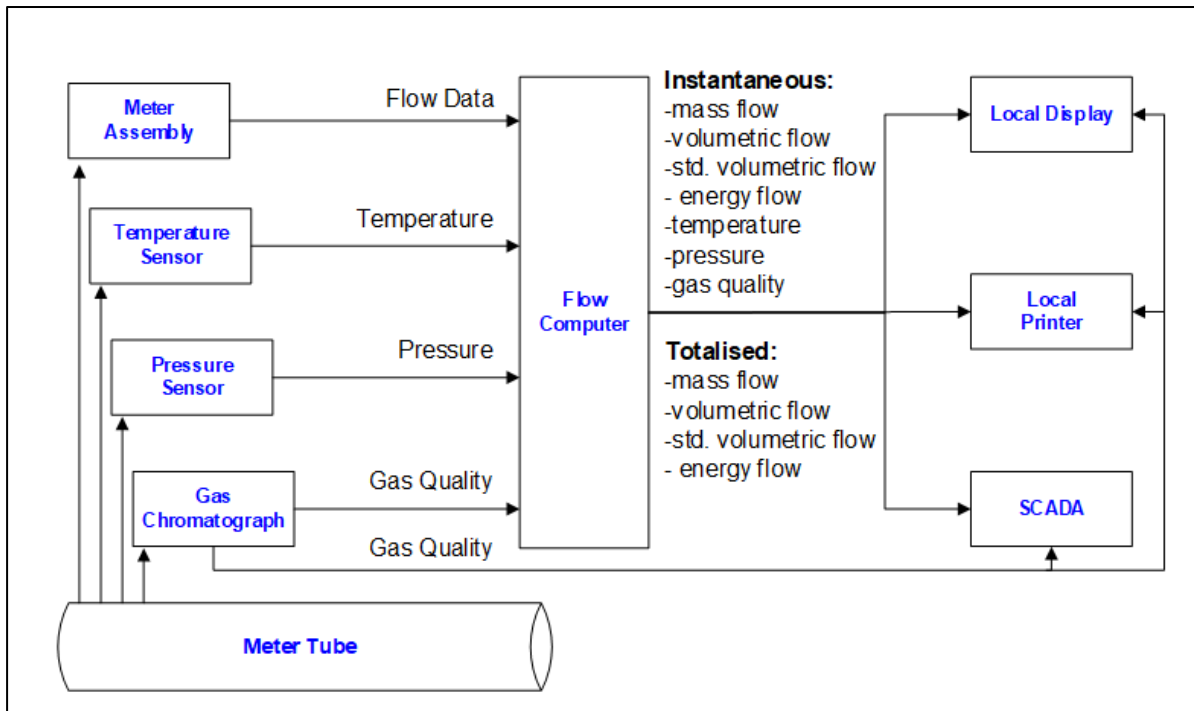 Meter
Assembly
Flow Data
Temperature
Sensor
Temperature
Pressure
Sensor
Pressure
Gas
Chromatograph
Gas Quality
Gas Quality
Meter Tube
Flow
Computer
Instantaneous:
-mass flow
-volumetric flow
-std. volumetric flow
- energy flow
-temperature
-pressure
-gas quality
Totalised:
-mass flow
-volumetric flow
-std. volumetric flow
- energy flow
Local Display
Local
Printer
SCADA